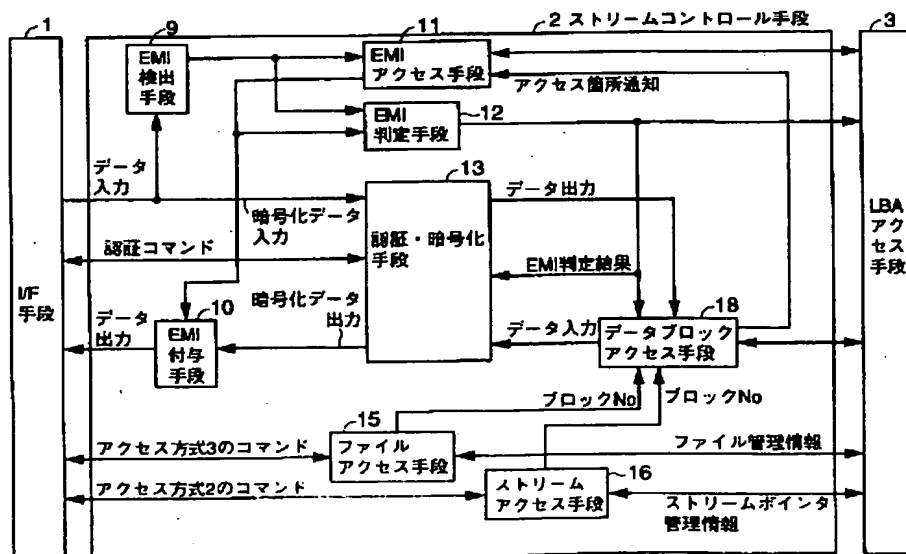 1
9
11
2 ストリームコントロール手段
3
EMI
検出
手段
EMI
アクセス手段
アクセス箇所通知
12
EMI
判定手段
データ
入力
13
データ出力
暗号化データ
入力
認証・暗号化
手段
認証コマンド
EMI判定結果
LBA
アク
セス
手段
I/F
手段
暗号化データ
出力
10
データ
出力
EMI
付与
手段
データ
入力
18
データブロック
アクセス手段
ブロックNo
ブロックNo
15
アクセス方式3のコマンド
ファイル
アクセス手段
ファイル管理情報
16
アクセス方式2のコマンド
ストリーム
アクセス手段
ストリームポインタ
管理情報